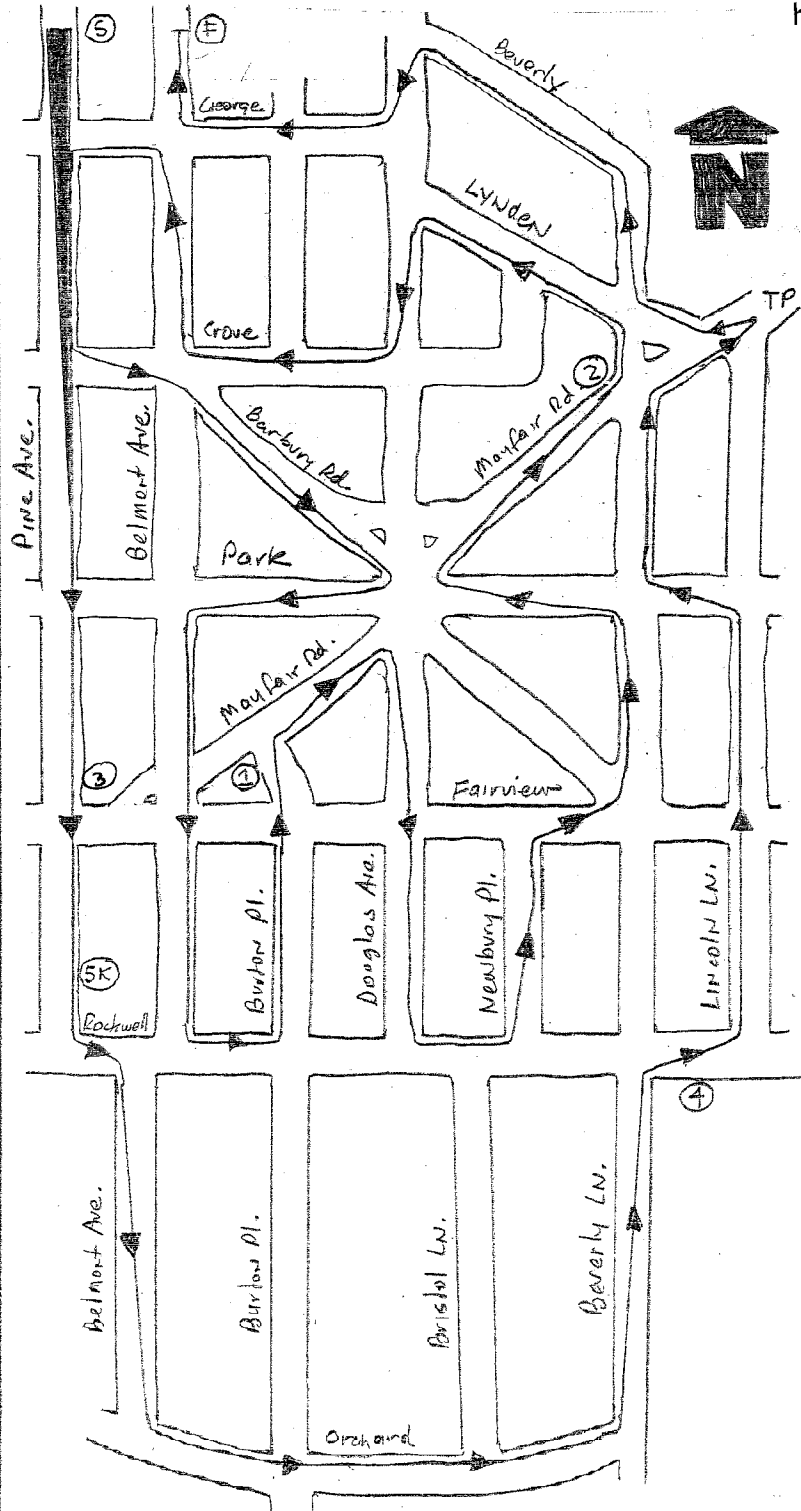 S
F
Beverly
George
N
LYNDEN
TP
Grove
2
Barbury Rd.
Mayfair Rd.
PINE AVE.
Belmont Ave.
Park
Mayfair Rd.
3
1
Fairview
Burton Pl.
Douglas Ave.
Newbury Pl.
LINCOLN LN.
5K
Rockwell
4
Belmont Ave.
Burton Pl.
Bristol LN.
Beverly LN.
Orchard